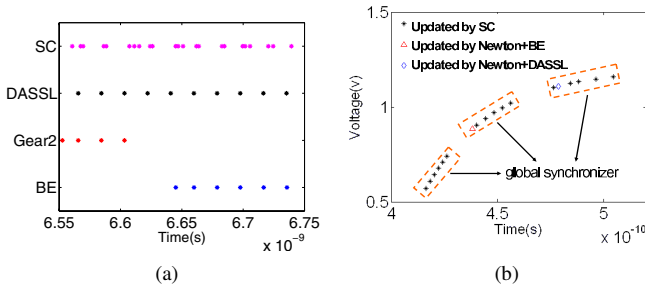 (a)
SC
DASSL
Gear2
BE
6.55
6.6
6.65
6.7
6.75
Time(s)
x 10⁻⁹
(a)
(b)
1.5
1
0.5
Voltage(v)
Updated by SC
Updated by Newton+BE
Updated by Newton+DASSL
global synchronizer
4
4.5
5
Time(s)
x 10⁻¹⁰
(b)